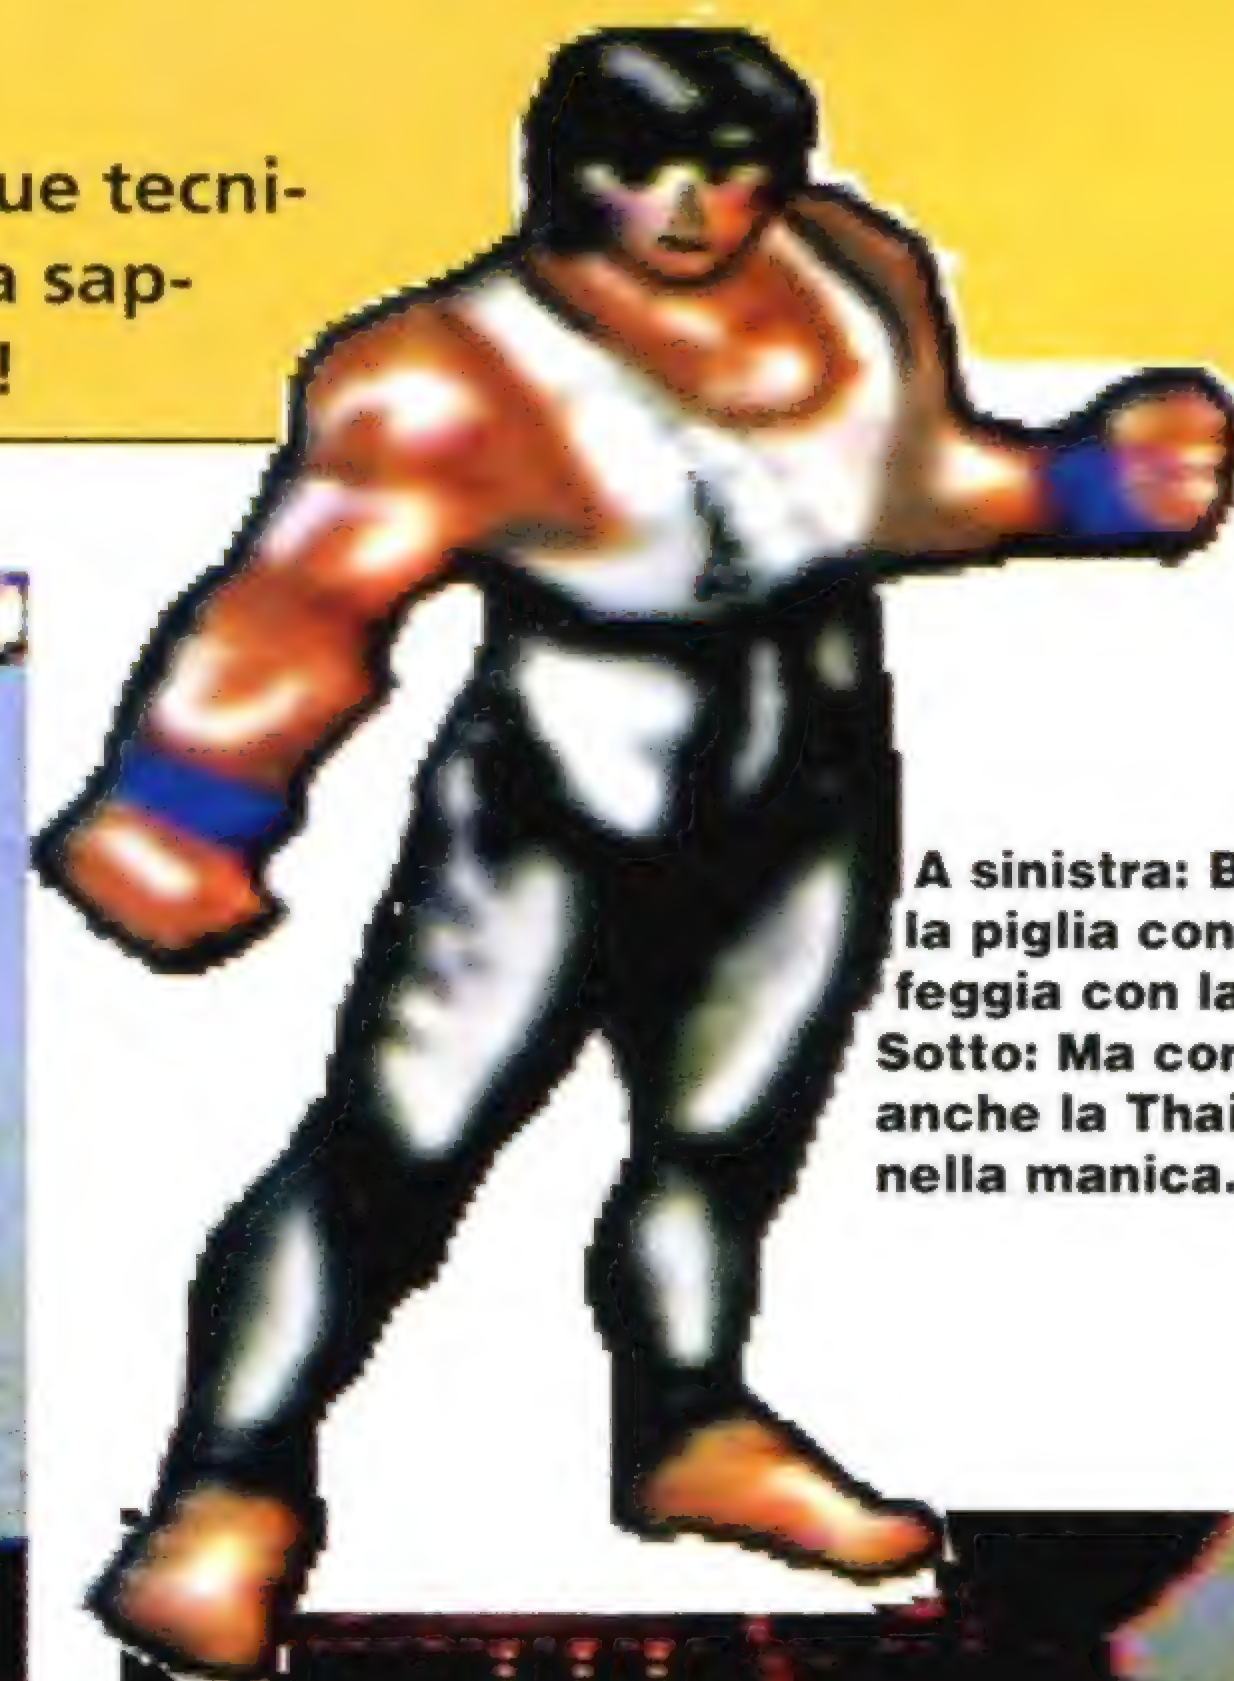 ue tecni-
a sap-
!
A sinistra: B
la piglia con
feggia con la
Sotto: Ma con
anche la Thai
nella manica.